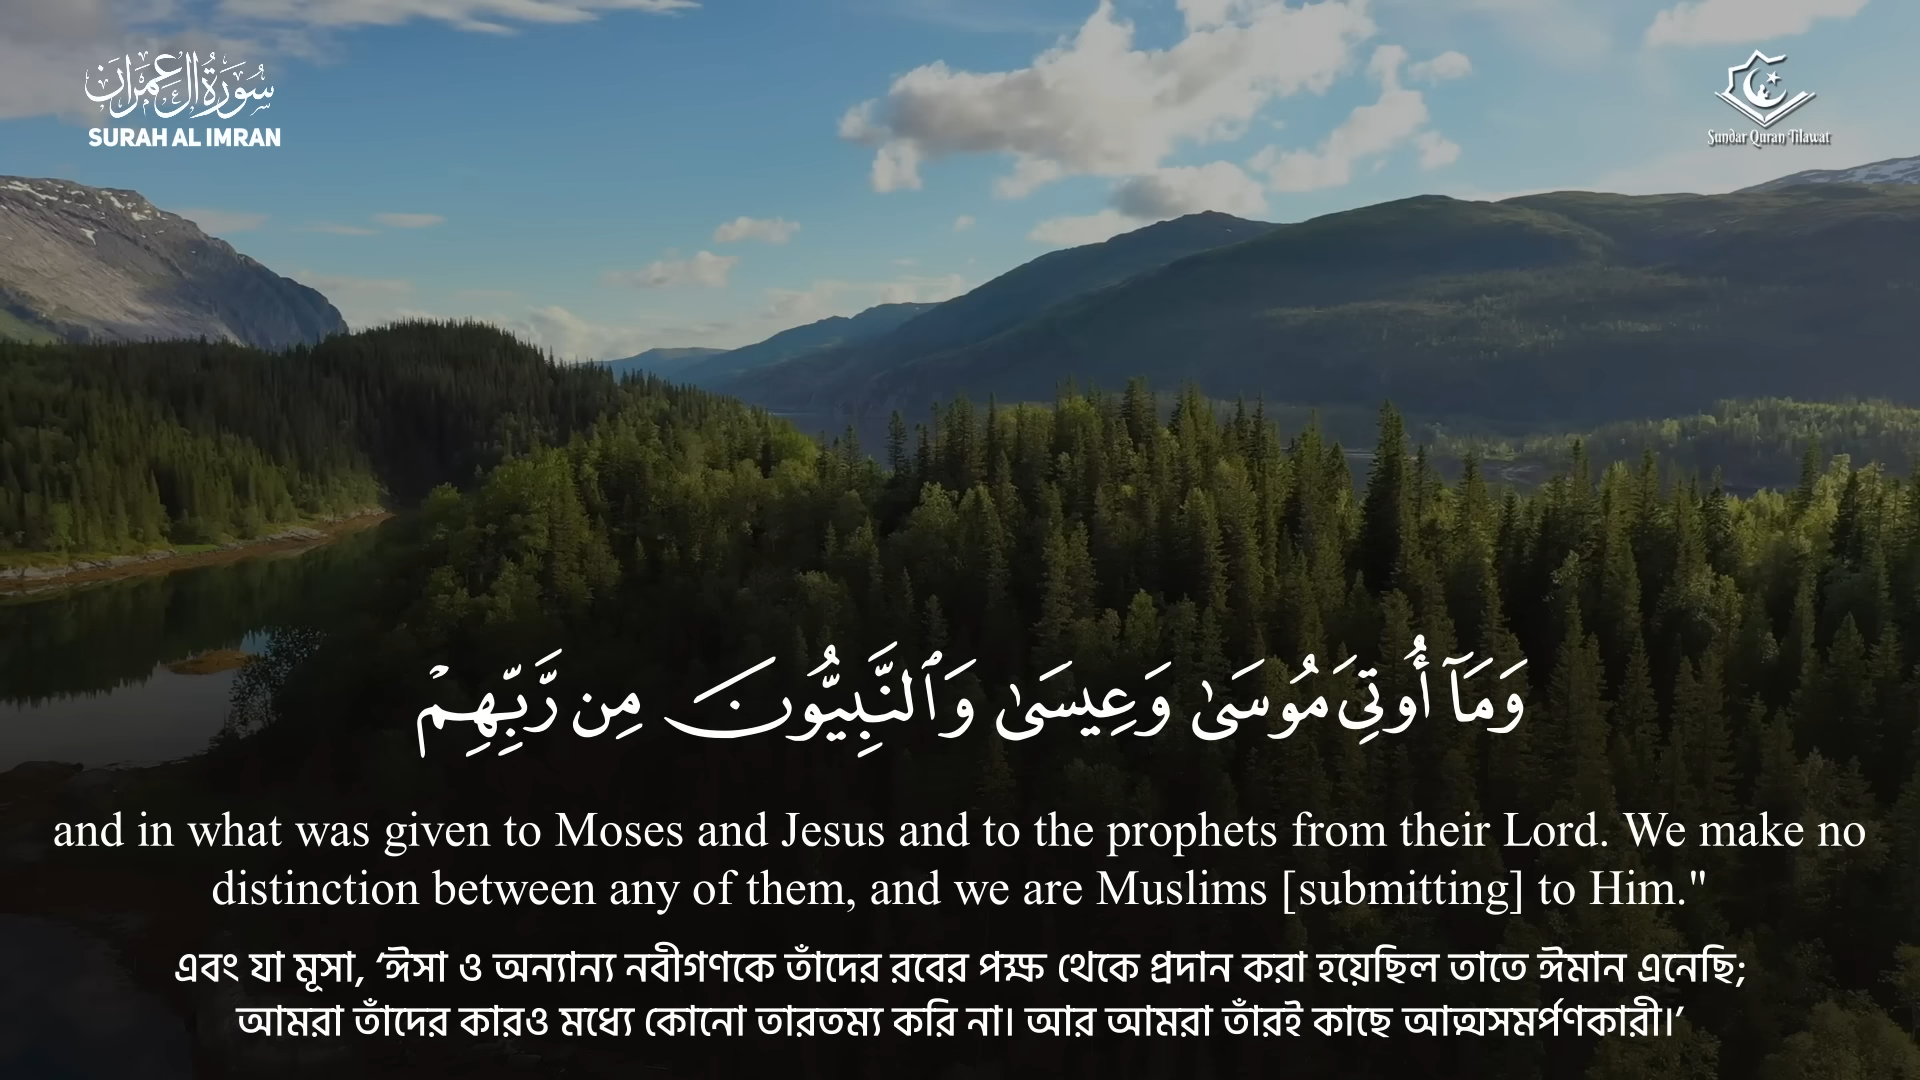 سُورَةُ آل عِمْرَان
SURAH AL IMRAN
Sundar Quran Tilawat
وَمَآ أُوتِيَ مُوسَىٰ وَعِيسَىٰ وَٱلنَّبِيُّونَ مِن رَّبِّهِمۡ
and in what was given to Moses and Jesus and to the prophets from their Lord. We make no
distinction between any of them, and we are Muslims [submitting] to Him."
এবং যা মূসা, ‘ঈসা ও অন্যান্য নবীগণকে তাঁদের রবের পক্ষ থেকে প্রদান করা হয়েছিল তাতে ঈমান এনেছি;
আমরা তাঁদের কারও মধ্যে কোনো তারতম্য করি না। আর আমরা তাঁরই কাছে আত্মসমর্পণকারী।’